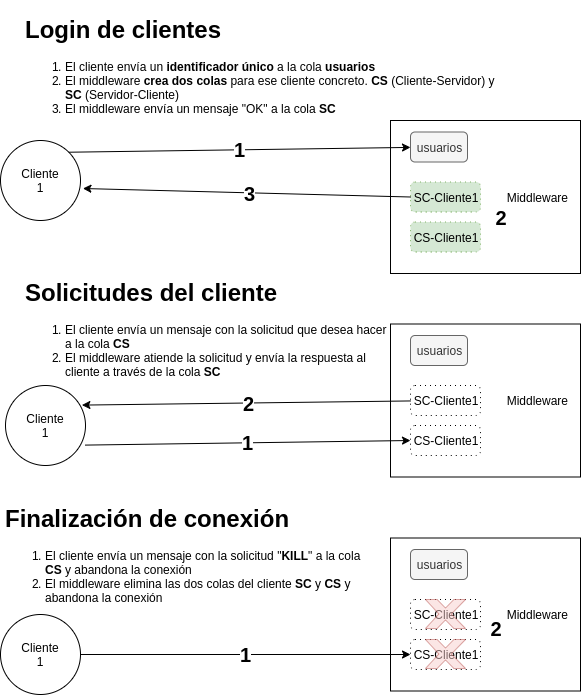 Login de clientes
1. El cliente envía un identificador único a la cola usuarios
2. El middleware crea dos colas para ese cliente concreto. CS (Cliente-Servidor) y
SC (Servidor-Cliente)
3. El middleware envía un mensaje "OK" a la cola SC
1
usuarios
Cliente
1
3
SC-Cliente1
Middleware
2
CS-Cliente1
Solicitudes del cliente
1. El cliente envía un mensaje con la solicitud que desea hacer
a la cola CS
2. El middleware atiende la solicitud y envía la respuesta al
cliente a través de la cola SC
usuarios
2
SC-Cliente1
Middleware
Cliente
1
1
CS-Cliente1
Finalización de conexión
1. El cliente envía un mensaje con la solicitud "KILL" a la cola
CS y abandona la conexión
2. El middleware elimina las dos colas del cliente SC y CS y
abandona la conexión
usuarios
SC-Cliente1
Middleware
2
Cliente
1
1
CS-Cliente1